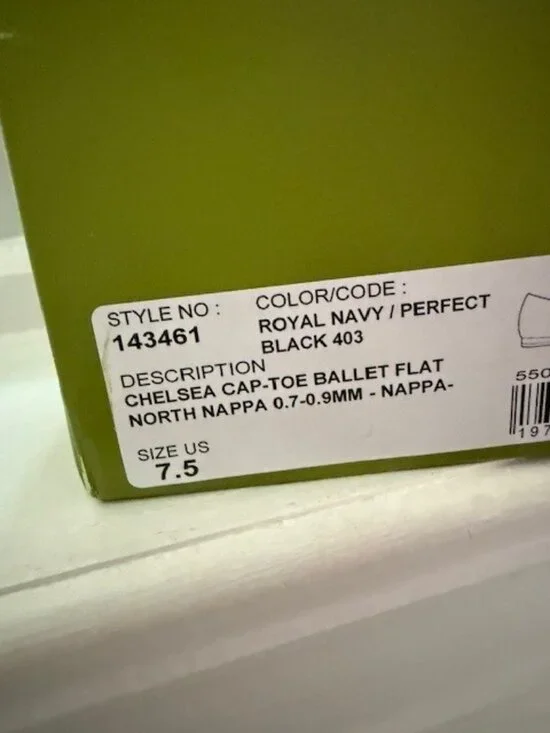 STYLE NO :
143461
COLOR/CODE :
ROYAL NAVY / PERFECT
BLACK 403
DESCRIPTION
CHELSEA CAP-TOE BALLET FLAT
NORTH NAPPA 0.7-0.9MM - NAPPA-
SIZE US
7.5
550
197